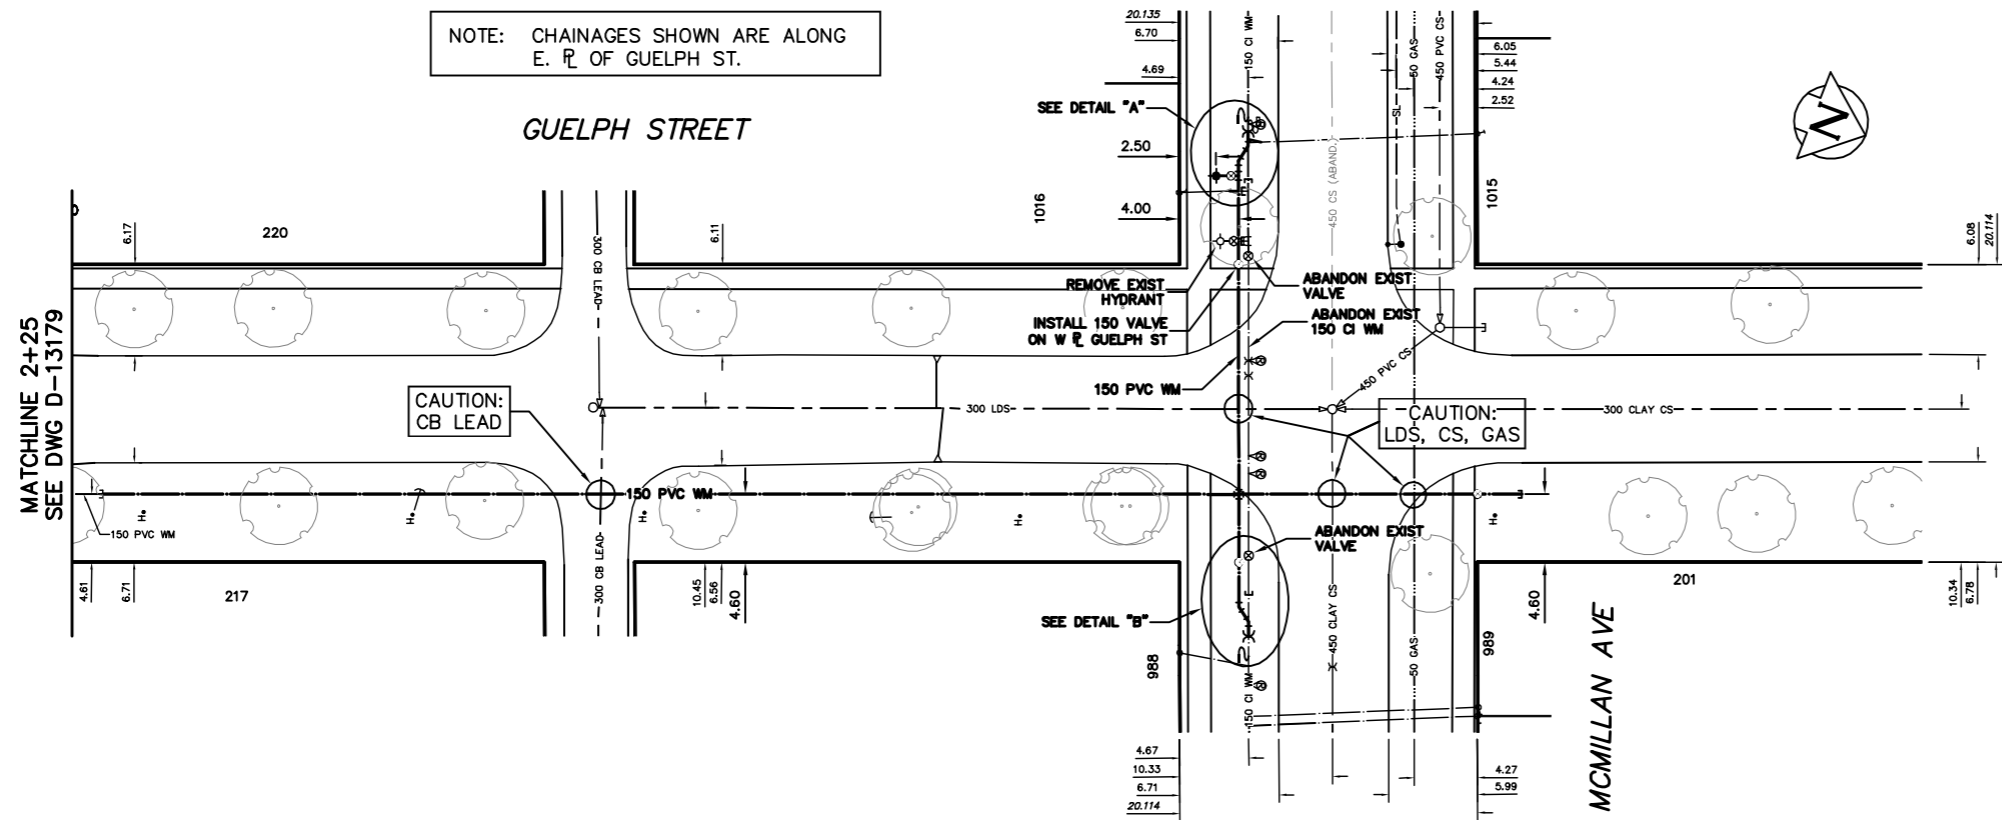 NOTE: CHAINAGES SHOWN ARE ALONG
E. PL OF GUELPH ST.
GUELPH STREET
20.135
6.70
4.69
SEE DETAIL "A"
2.50
4.00
1016
150 CI WM
450 CS (ABAND.)
SL
50 GAS
450 PVC CS
6.05
5.44
4.24
2.52
1015
N
220
6.17
6.11
6.08
20.114
300 CB LEAD
REMOVE EXIST
HYDRANT
INSTALL 150 VALVE
ON W PL GUELPH ST
ABANDON EXIST
VALVE
ABANDON EXIST
150 CI WM
150 PVC WM
450 PVC CS
MATCHLINE 2+25
SEE DWG D-13179
CAUTION:
CB LEAD
300 LDS
CAUTION:
LDS, CS, GAS
300 CLAY CS
150 PVC WM
150 PVC WM
H
H
H
H
H
ABANDON EXIST
VALVE
217
4.61
6.71
300 CB LEAD
10.45
6.56
4.60
SEE DETAIL "B"
E
988
150 CI WM
450 CLAY CS
50 GAS
989
4.60
201
10.34
6.78
MCMILLAN AVE
4.67
10.33
6.71
20.114
4.27
5.99